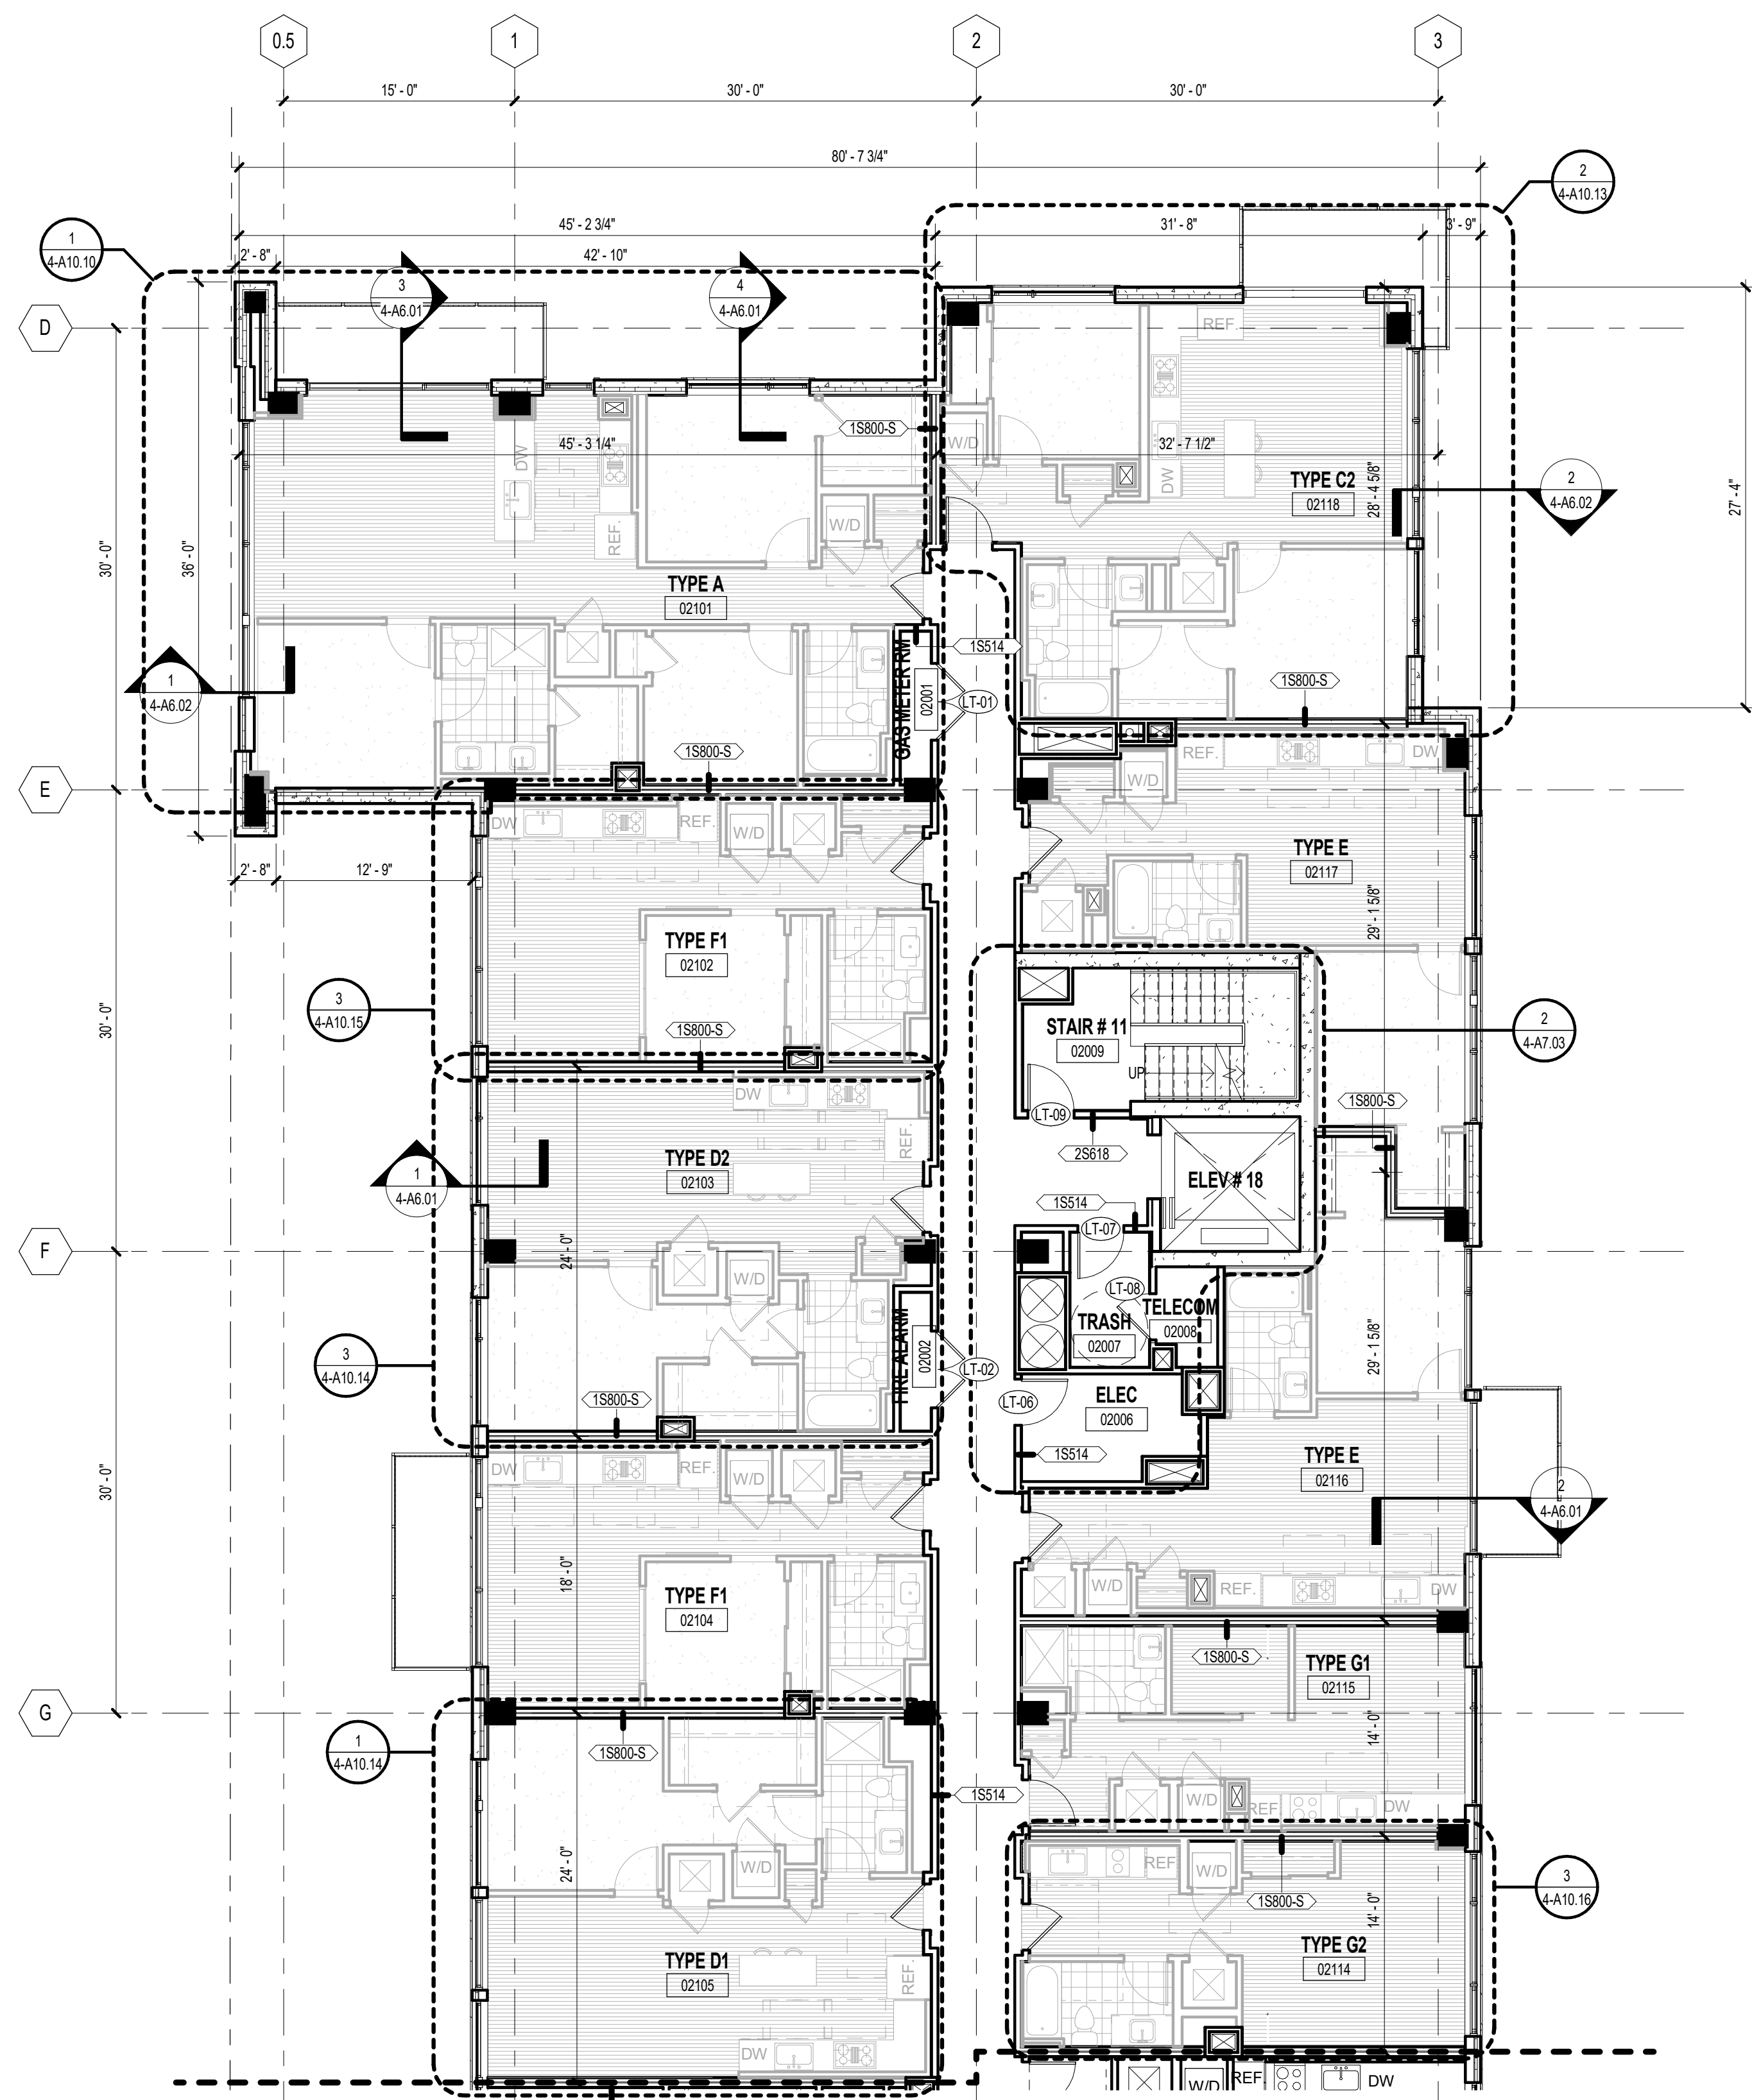 0.5
1
2
3
15' - 0"
30' - 0"
30' - 0"
80' - 7 3/4"
2
4-A10.13
45' - 2 3/4"
31' - 8"
3' - 9"
1
4-A10.10
2' - 8"
42' - 10"
3
4-A6.01
4
4-A6.01
D
REF.
1S800-S
W/D
45' - 3 1/4"
32' - 7 1/2"
DW
DW
TYPE C2
02118
28' - 4 5/8"
2
4-A6.02
27' - 4"
W/D
REF.
30' - 0"
36' - 0"
TYPE A
02101
1S514
GAS METER RM
02001
LT-01
1S800-S
1
4-A6.02
1S800-S
REF.
DW
W/D
E
DW
REF.
W/D
TYPE E
02117
2' - 8"
12' - 9"
29' - 1 5/8"
TYPE F1
02102
3
4-A10.15
1S800-S
30' - 0"
STAIR # 11
02009
UP
2
4-A7.03
DW
LT-09
1S800-S
REF.
2S618
TYPE D2
02103
1
4-A6.01
ELEV # 18
1S514
LT-07
F
24' - 0"
W/D
LT-08
TELECOM
02008
TRASH
02007
FIRE ALARM
02002
LT-02
29' - 1 5/8"
3
4-A10.14
1S800-S
LT-06
ELEC
02006
1S514
TYPE E
02116
DW
REF.
W/D
30' - 0"
2
4-A6.01
18' - 0"
TYPE F1
02104
W/D
REF.
DW
1S800-S
TYPE G1
02115
G
14' - 0"
1
4-A10.14
1S800-S
1S514
W/D
REF.
DW
24' - 0"
W/D
REF.
W/D
1S800-S
14' - 0"
3
4-A10.16
TYPE D1
02105
REF.
TYPE G2
02114
DW
W/D
REF.
DW